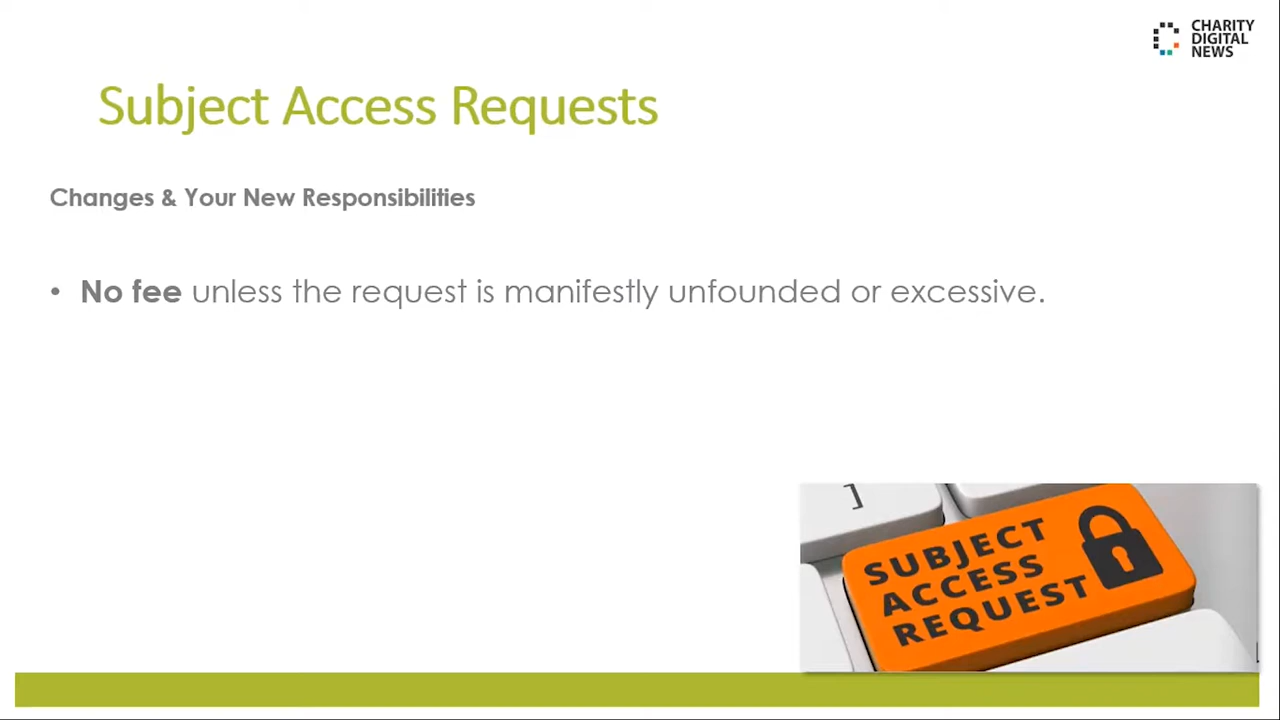 CHARITY
DIGITAL
NEWS
Subject Access Requests
Changes & Your New Responsibilities
• No fee unless the request is manifestly unfounded or excessive.
]
SUBJECT
ACCESS
REQUEST